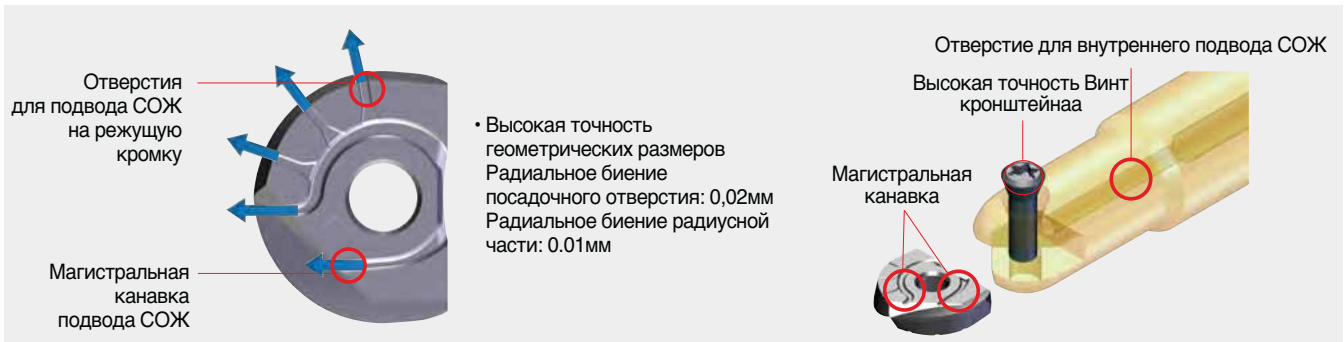 Отверстия
для подвода СОЖ
на режущую
кромку
Магистральная
канавка
подвода СОЖ
• Высокая точность
геометрических размеров
Радиальное биение
посадочного отверстия: 0,02мм
Радиальное биение радиусной
части: 0.01мм
Отверстие для внутреннего подвода СОЖ
Высокая точность Винт
кронштейнаа
Магистральная
канавка